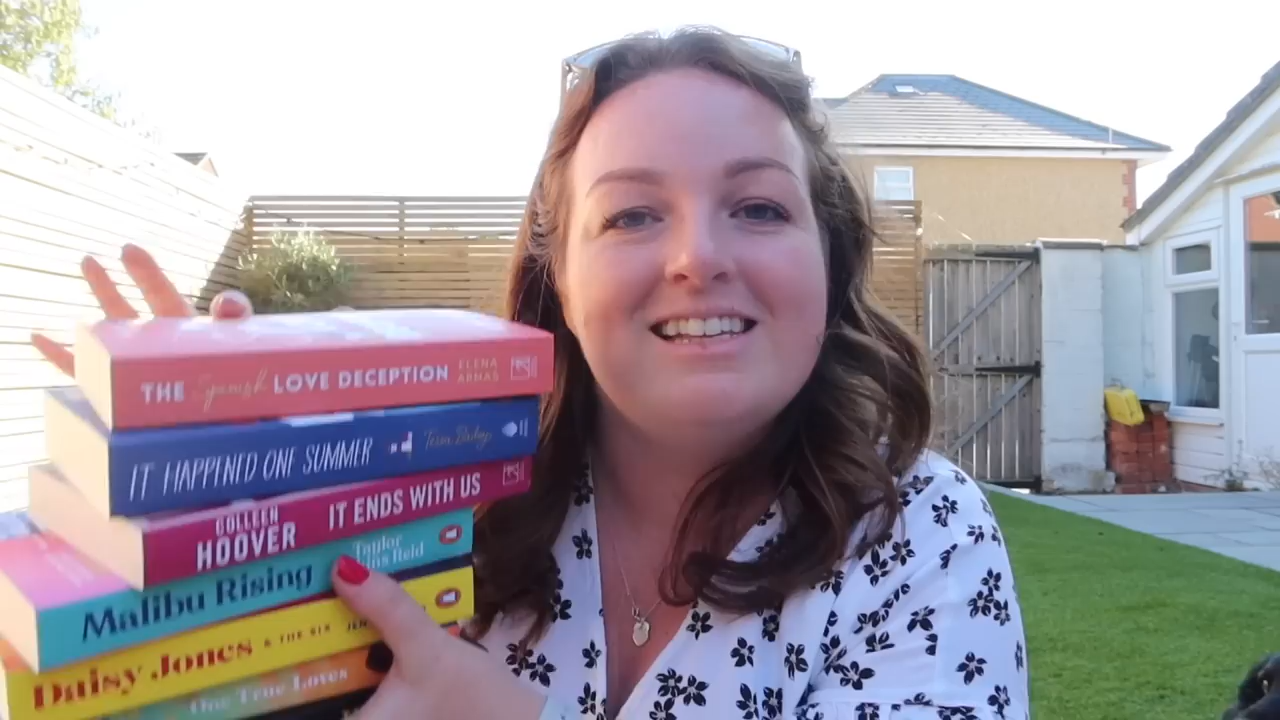 THE Spanish LOVE DECEPTION ELENA ARMAS
IT HAPPENED ONE SUMMER Tessa Bailey
COLLEEN HOOVER IT ENDS WITH US
Malibu Rising Taylor Reid
Daisy Jones & THE SIX
One True Loves